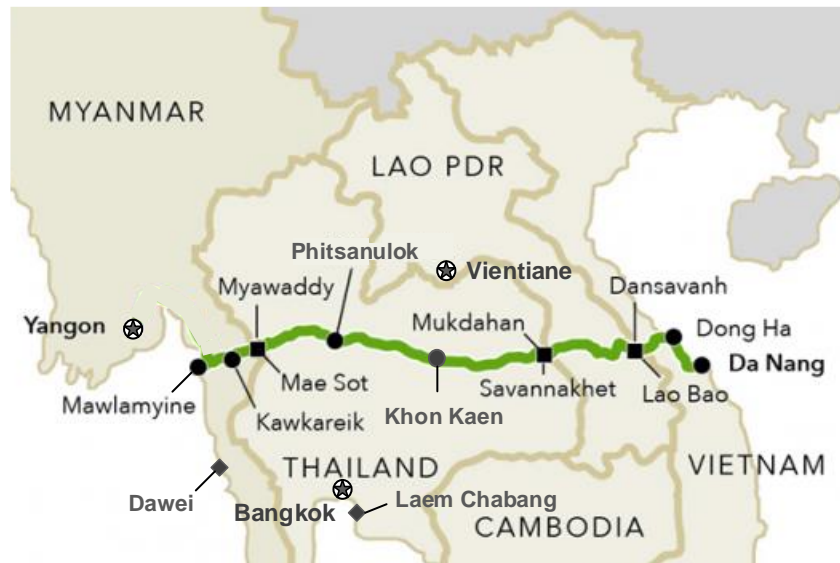 MYANMAR
LAO PDR
Phitsanulok
Vientiane
Myawaddy
Dansavanh
Yangon
Mukdahan
Dong Ha
Da Nang
Mae Sot
Savannakhet
Lao Bao
Mawlamyine
Kawkareik
Khon Kaen
THAILAND
VIETNAM
Dawei
Bangkok
Laem Chabang
CAMBODIA